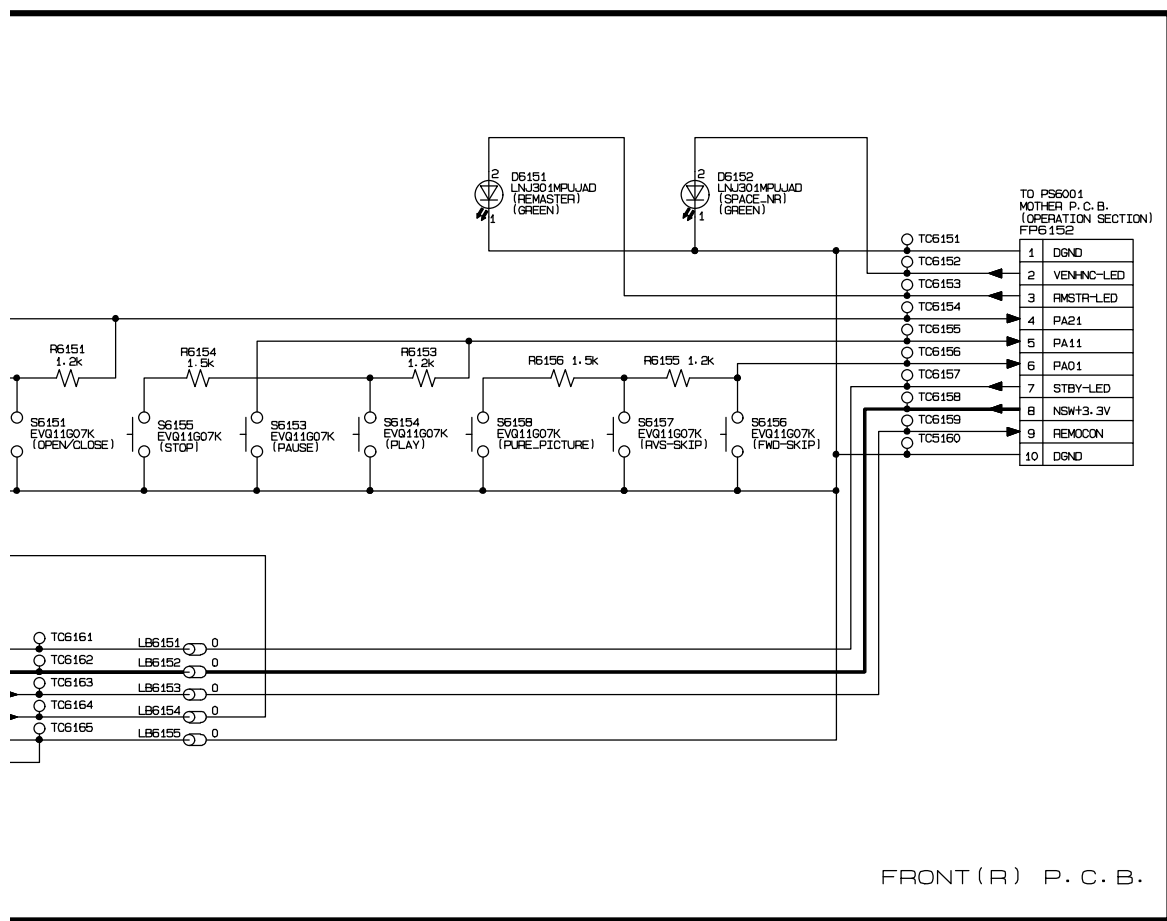 2
D6151
LNJ301MPUJAD
(REMASTER)
(GREEN)
1
2
D6152
LNJ301MPUJAD
(SPACE_NR)
(GREEN)
1
TO PS6001
MOTHER P.C.B.
(OPERATION SECTION)
FP6152
TC6151
1 DGND
TC6152
2 VENHNC-LED
TC6153
3 RMSTR-LED
TC6154
4 PA21
TC6155
5 PA11
TC6156
6 PA01
TC6157
7 STBY-LED
TC6158
8 NSW+3.3V
TC6159
9 REMOCON
TC5160
10 DGND
R6151
1.2k
R6154
1.5k
R6153
1.2k
R6156 1.5k
R6155 1.2k
S6151
EVQ11G07K
(OPEN/CLOSE)
S6155
EVQ11G07K
(STOP)
S6153
EVQ11G07K
(PAUSE)
S6154
EVQ11G07K
(PLAY)
S6158
EVQ11G07K
(PURE_PICTURE)
S6157
EVQ11G07K
(RVS-SKIP)
S6156
EVQ11G07K
(FWD-SKIP)
TC6161
LB6151 0
TC6162
LB6152 0
TC6163
LB6153 0
TC6164
LB6154 0
TC6165
LB6155 0
FRONT(R) P.C.B.